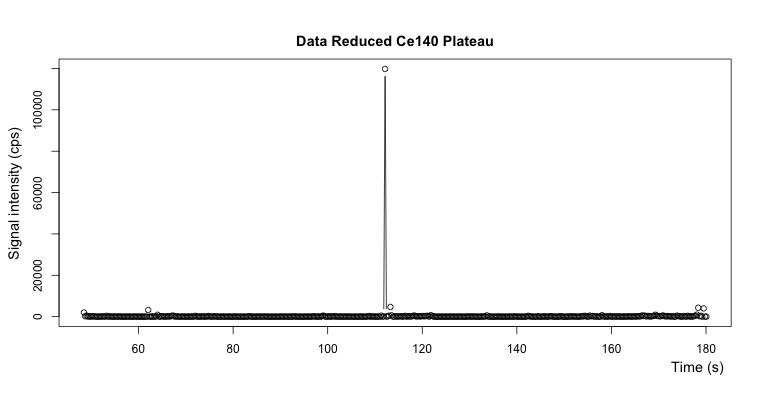 Data Reduced Ce140 Plateau
Signal intensity (cps)
100000
60000
20000
0
60 80 100 120 140 160 180
Time (s)